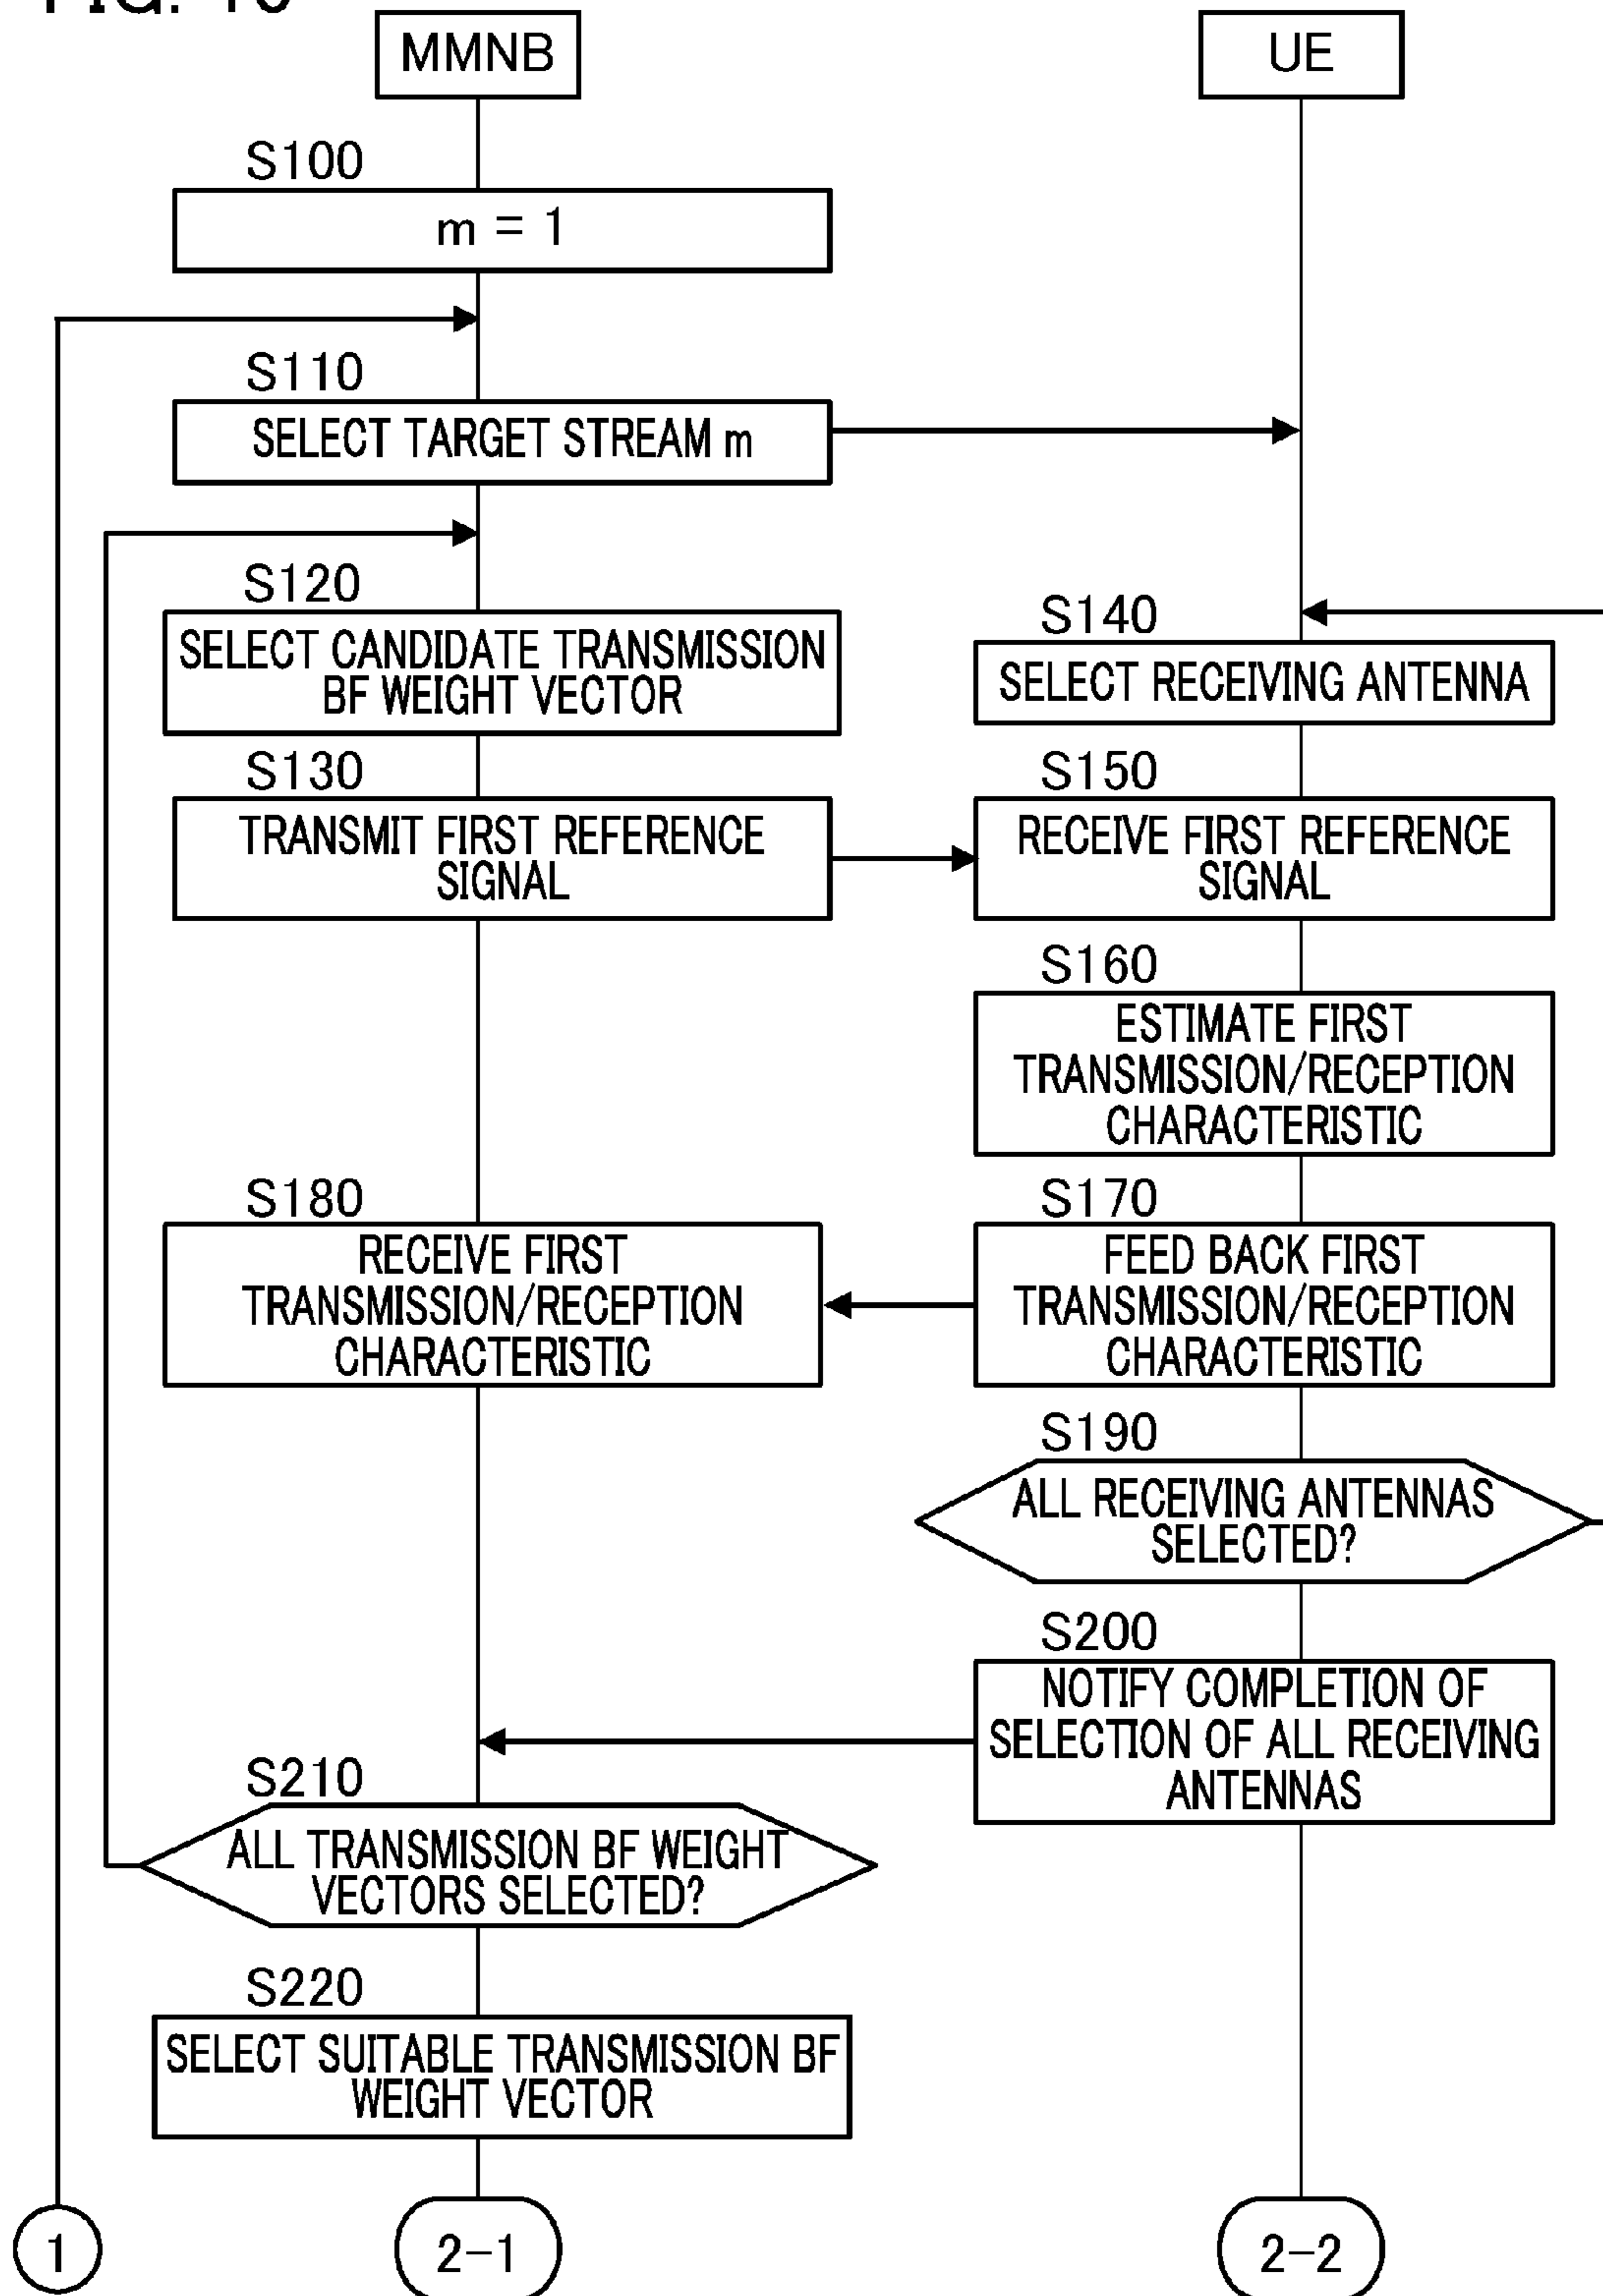 MMNB
UE
S100
m = 1
S110
SELECT TARGET STREAM m
S120
SELECT CANDIDATE TRANSMISSION
BF WEIGHT VECTOR
S140
SELECT RECEIVING ANTENNA
S130
TRANSMIT FIRST REFERENCE
SIGNAL
S150
RECEIVE FIRST REFERENCE
SIGNAL
S160
ESTIMATE FIRST
TRANSMISSION/RECEPTION
CHARACTERISTIC
S180
RECEIVE FIRST
TRANSMISSION/RECEPTION
CHARACTERISTIC
S170
FEED BACK FIRST
TRANSMISSION/RECEPTION
CHARACTERISTIC
S190
ALL RECEIVING ANTENNAS
SELECTED?
S200
NOTIFY COMPLETION OF
SELECTION OF ALL RECEIVING
ANTENNAS
S210
ALL TRANSMISSION BF WEIGHT
VECTORS SELECTED?
S220
SELECT SUITABLE TRANSMISSION BF
WEIGHT VECTOR
1
2-1
2-2